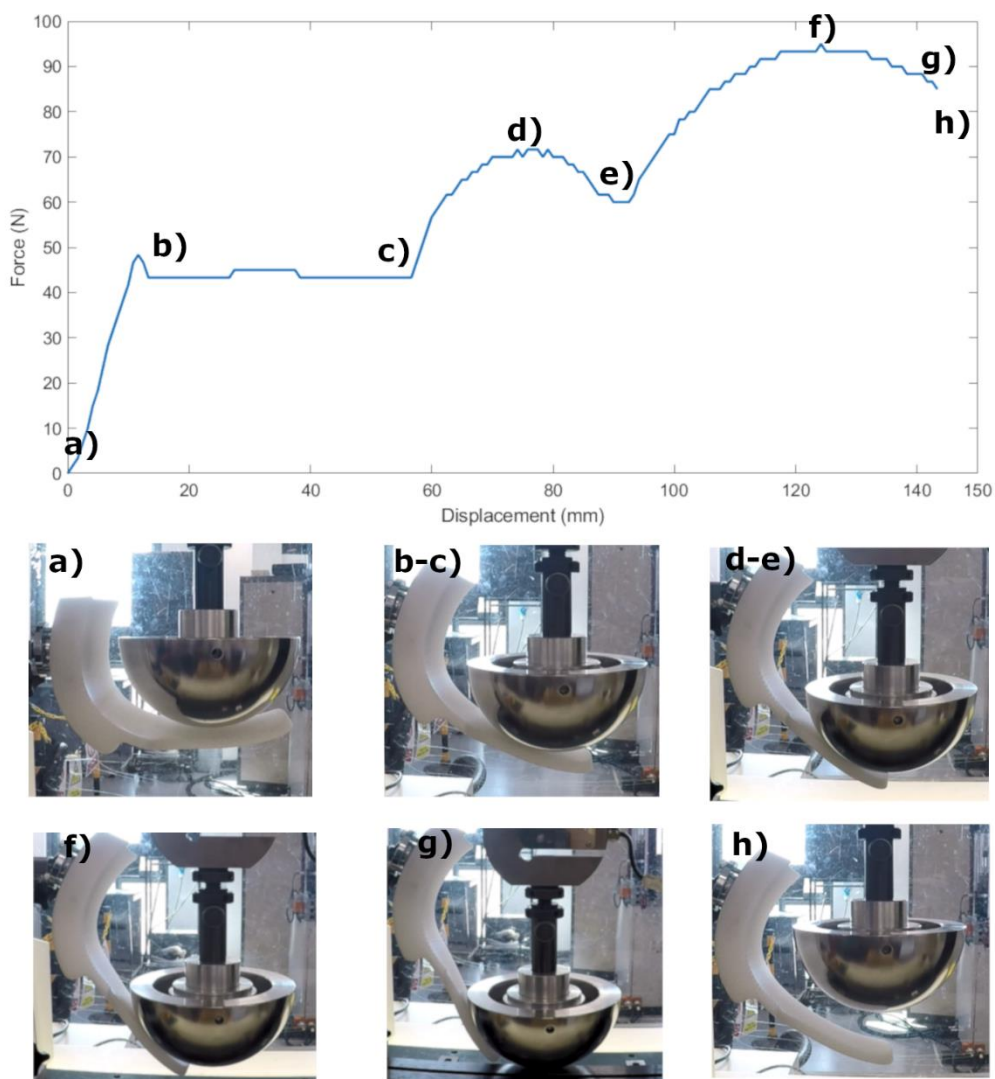 100
90
80
70
60
50
40
30
20
10
0
Force (N)
a)
b)
c)
d)
e)
f)
g)
h)
0 20 40 60 80 100 120 140 150
Displacement (mm)
a) b-c) d-e)
f) g) h)